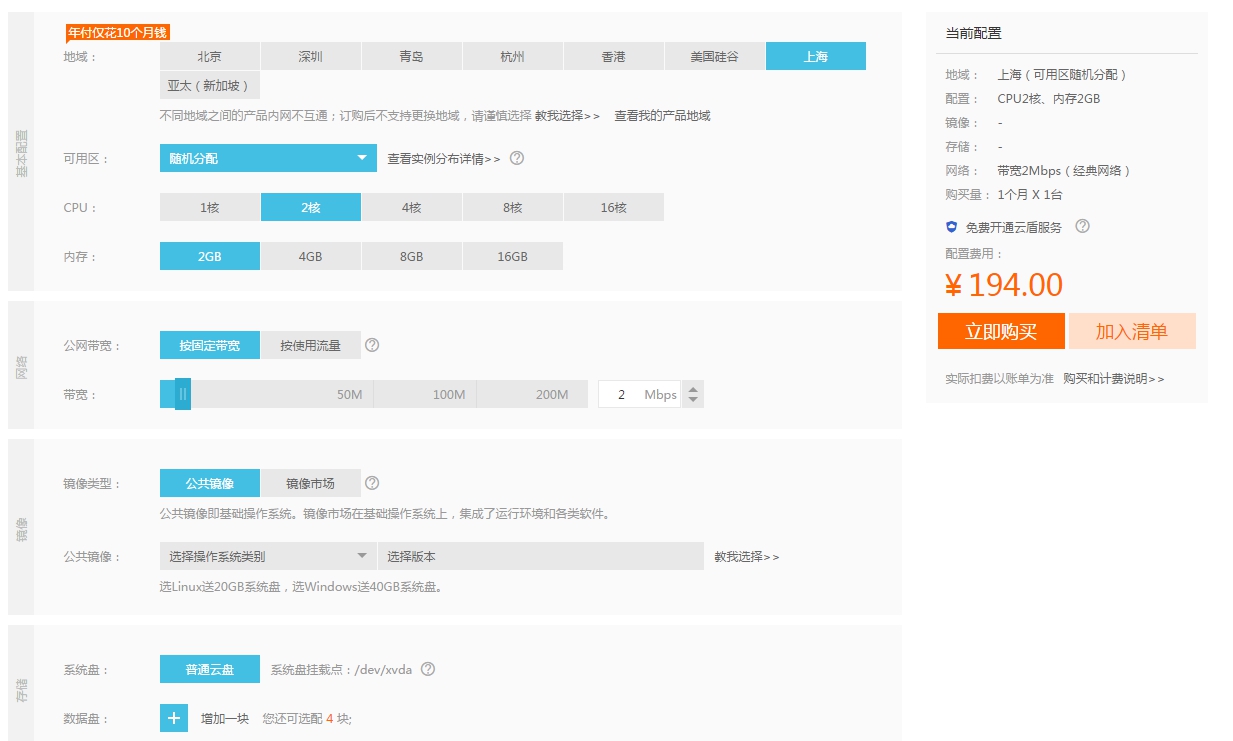 年付仅花10个月钱
地域：
北京 深圳 青岛 杭州 香港 美国硅谷 上海
亚太（新加坡）
不同地域之间的产品内网不互通；订购后不支持更换地域，请谨慎选择 教我选择>> 查看我的产品地域
基本配置
可用区： 随机分配 查看实例分布详情>>
CPU： 1核 2核 4核 8核 16核
内存： 2GB 4GB 8GB 16GB
网络
公网带宽： 按固定带宽 按使用流量
带宽： 50M 100M 200M 2 Mbps
镜像
镜像类型： 公共镜像 镜像市场
公共镜像即基础操作系统。镜像市场在基础操作系统上，集成了运行环境和各类软件。
公共镜像： 选择操作系统类别 选择版本 教我选择>>
选Linux送20GB系统盘，选Windows送40GB系统盘。
存储
系统盘： 普通云盘 系统盘挂载点：/dev/xvda
数据盘： + 增加一块 您还可选配 4 块;
当前配置
地域： 上海（可用区随机分配）
配置： CPU2核、内存2GB
镜像： -
存储： -
网络： 带宽2Mbps（经典网络）
购买量： 1个月 X 1台
免费开通云盾服务
配置费用：
¥ 194.00
立即购买 加入清单
实际扣费以账单为准 购买和计费说明>>